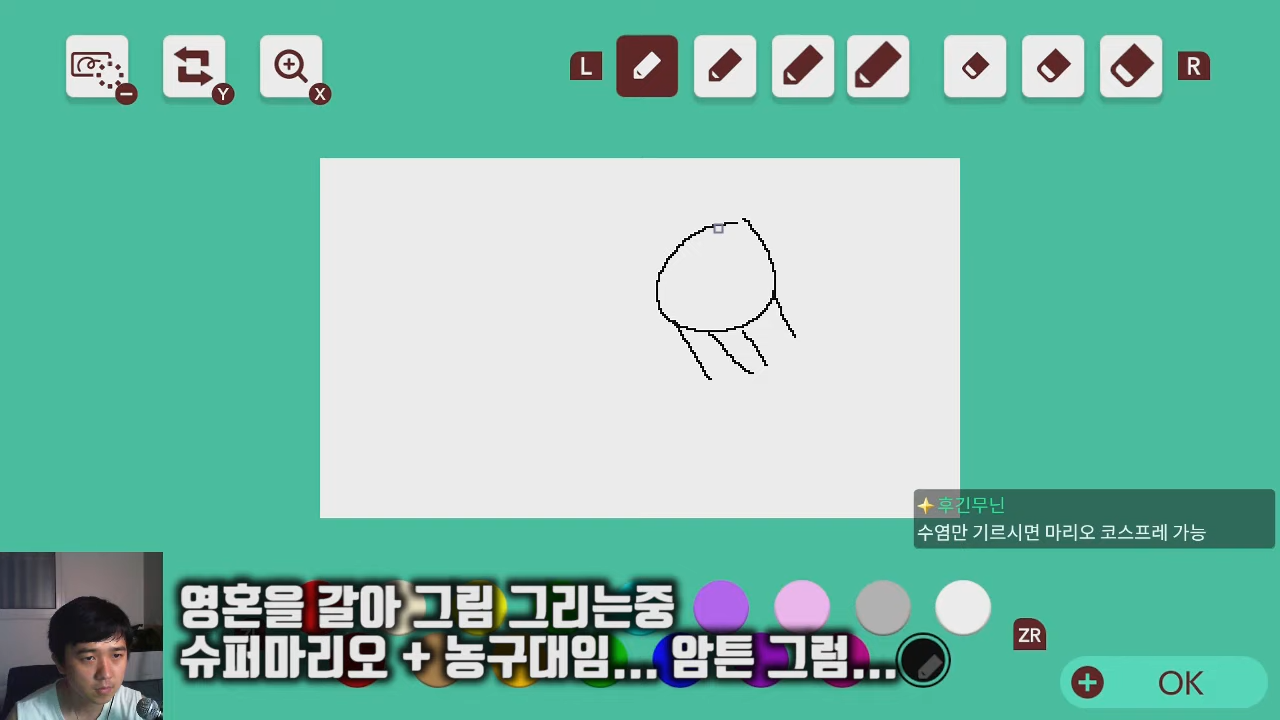 Y
X
L
R
후긴무닌
수염만 기르시면 마리오 코스프레 가능
영혼을 갈아 그림 그리는중
슈퍼마리오 + 농구대임... 암튼 그럼...
ZR
OK